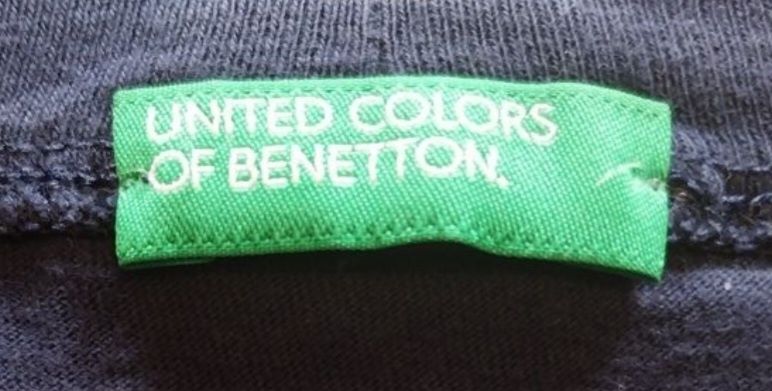 UNITED COLORS
OF BENETTON.